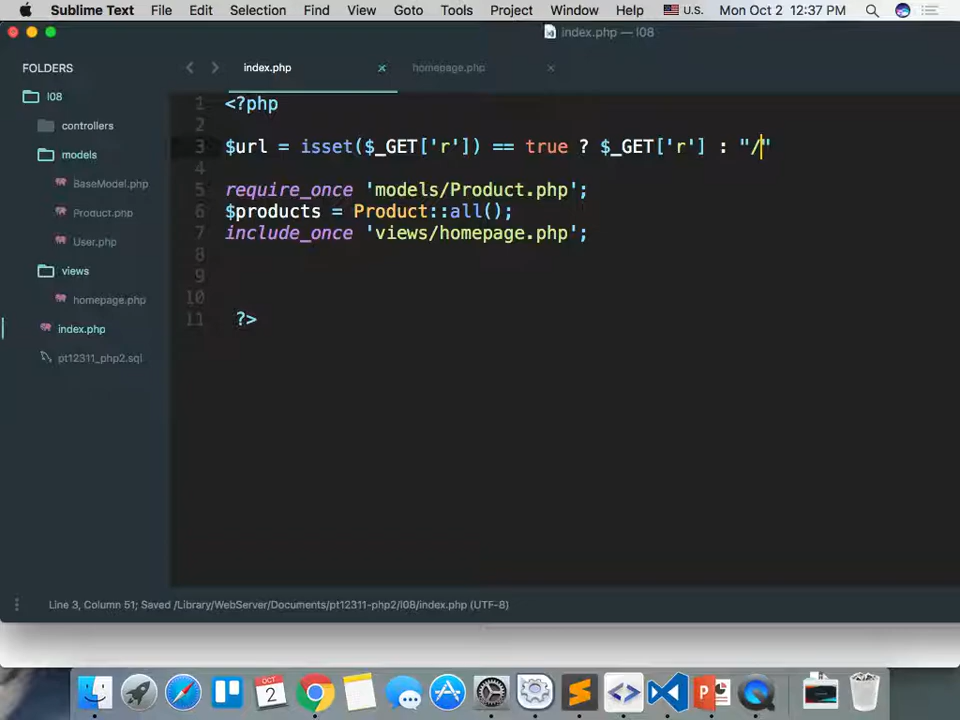 Sublime Text File Edit Selection Find View Goto Tools Project Window Help U.S. Mon Oct 2 12:37 PM
index.php — l08
FOLDERS
l08
controllers
models
BaseModel.php
Product.php
User.php
views
homepage.php
index.php
pt12311_php2.sql
index.php homepage.php
1 <?php
2
3 $url = isset($_GET['r']) == true ? $_GET['r'] : "/"
4
5 require_once 'models/Product.php';
6 $products = Product::all();
7 include_once 'views/homepage.php';
8
9
10
11 ?>
Line 3, Column 51; Saved /Library/WebServer/Documents/pt12311-php2/l08/index.php (UTF-8)
OCT
2